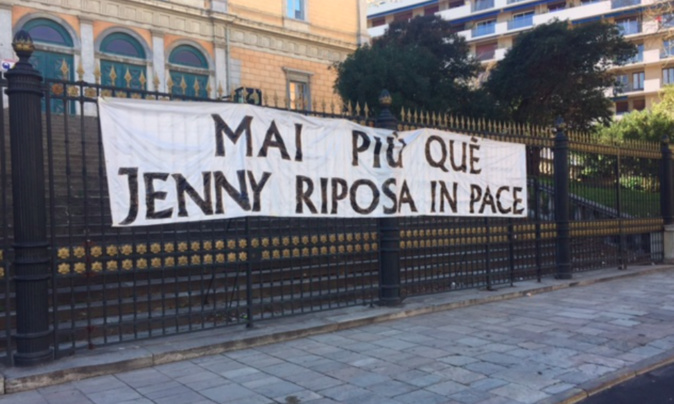 MAI PIÙ QUÈ
JENNY RIPOSA IN PACE